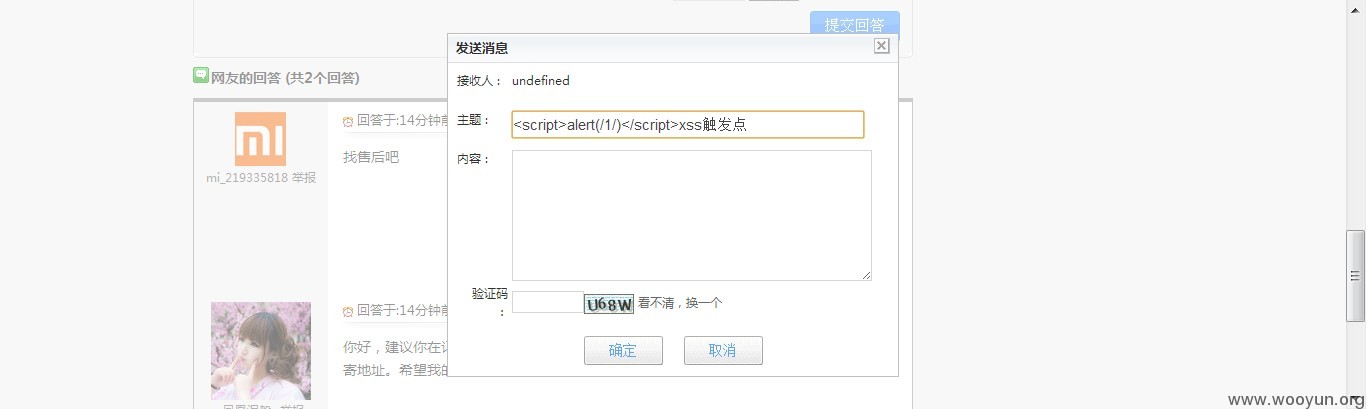 提交回答
发送消息
网友的回答 (共2个回答)
接收人： undefined
主题： <script>alert(/1/)</script>xss触发点
回答于:14分钟前
找售后吧
内容：
mi_219335818 举报
验证码： U68W 看不清，换一个
回答于:14分钟前
你好，建议你在
寄地址。希望我的
确定 取消
举报
www.wooyun.org